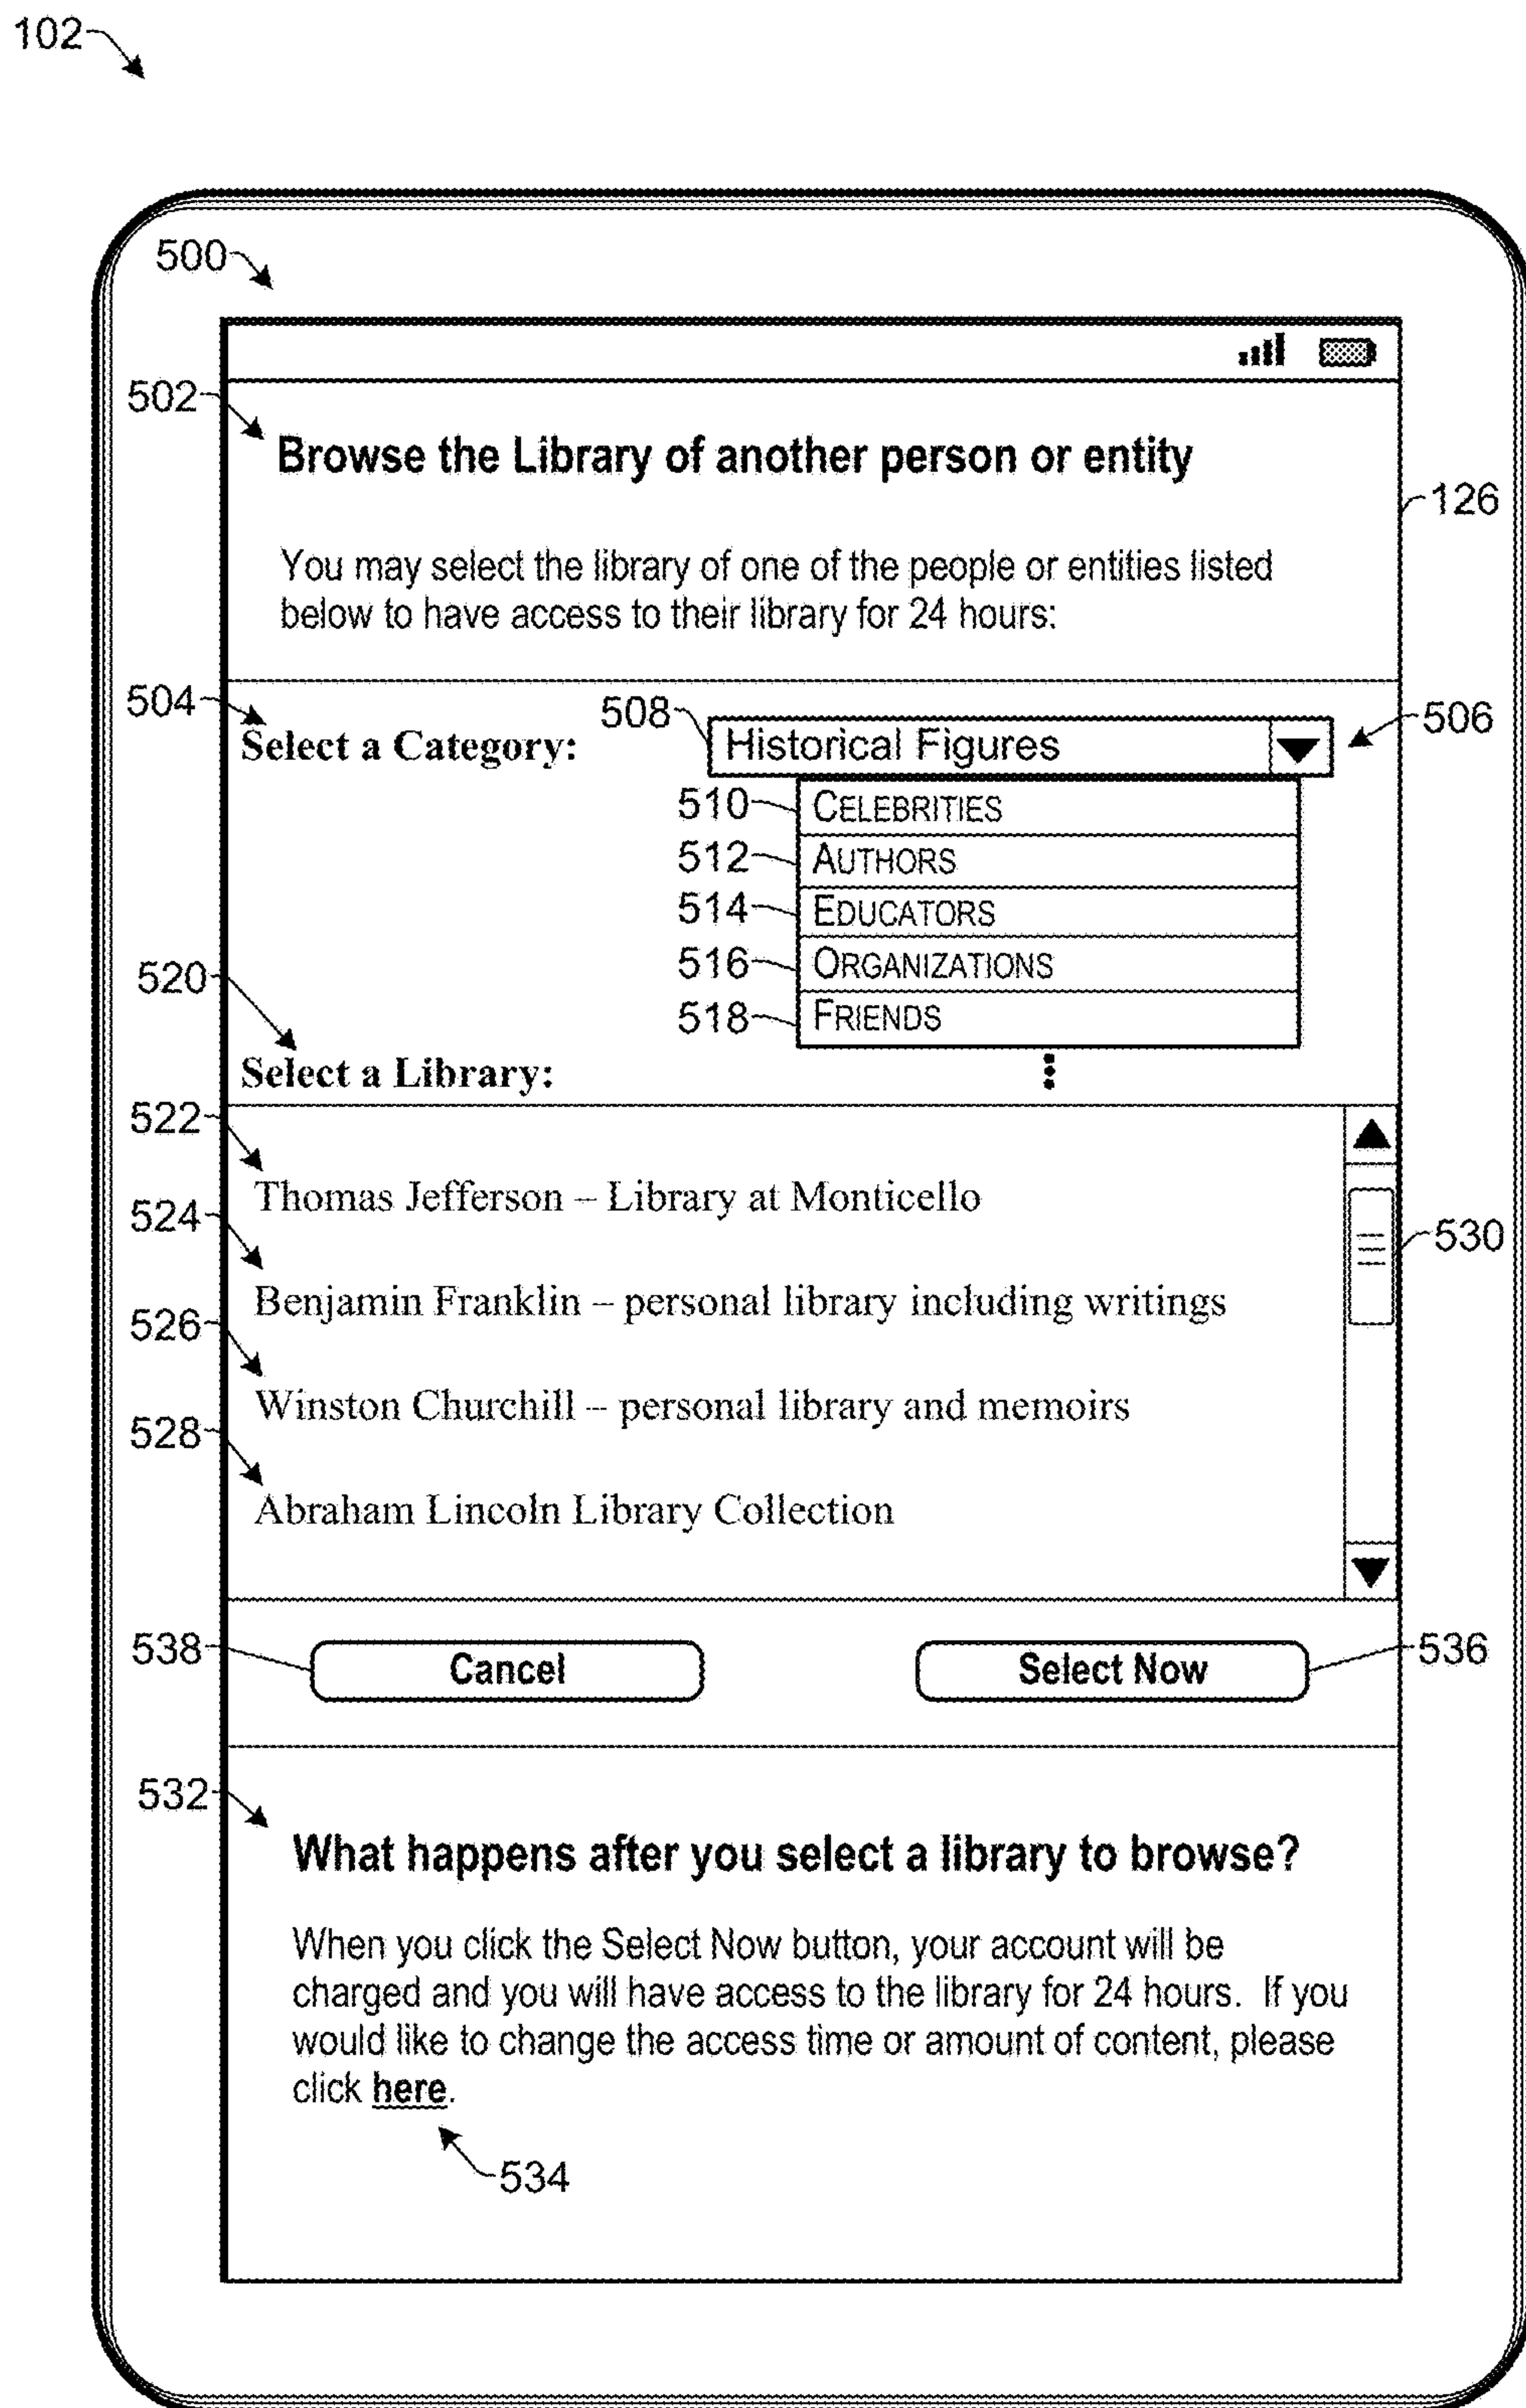 102
500
502
Browse the Library of another person or entity
126
You may select the library of one of the people or entities listed
below to have access to their library for 24 hours:
504
Select a Category:
508
Historical Figures
506
510
CELEBRITIES
512
AUTHORS
514
EDUCATORS
516
ORGANIZATIONS
518
FRIENDS
520
Select a Library:
522
Thomas Jefferson – Library at Monticello
524
530
Benjamin Franklin – personal library including writings
526
Winston Churchill – personal library and memoirs
528
Abraham Lincoln Library Collection
538
Cancel
Select Now
536
532
What happens after you select a library to browse?
When you click the Select Now button, your account will be
charged and you will have access to the library for 24 hours. If you
would like to change the access time or amount of content, please
click here.
534